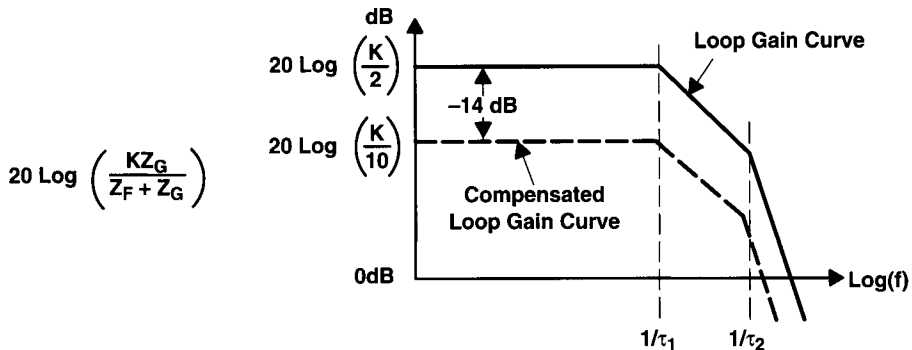 dB
Loop Gain Curve
20 Log (K/2)
–14 dB
20 Log (K/10)
20 Log (KZ_G / (Z_F + Z_G))
Compensated
Loop Gain Curve
0dB
Log(f)
1/τ₁
1/τ₂